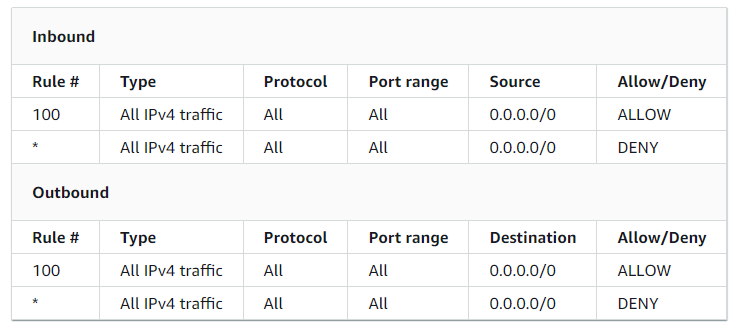 Inbound
Rule # Type Protocol Port range Source Allow/Deny
100 All IPv4 traffic All All 0.0.0.0/0 ALLOW
* All IPv4 traffic All All 0.0.0.0/0 DENY
Outbound
Rule # Type Protocol Port range Destination Allow/Deny
100 All IPv4 traffic All All 0.0.0.0/0 ALLOW
* All IPv4 traffic All All 0.0.0.0/0 DENY